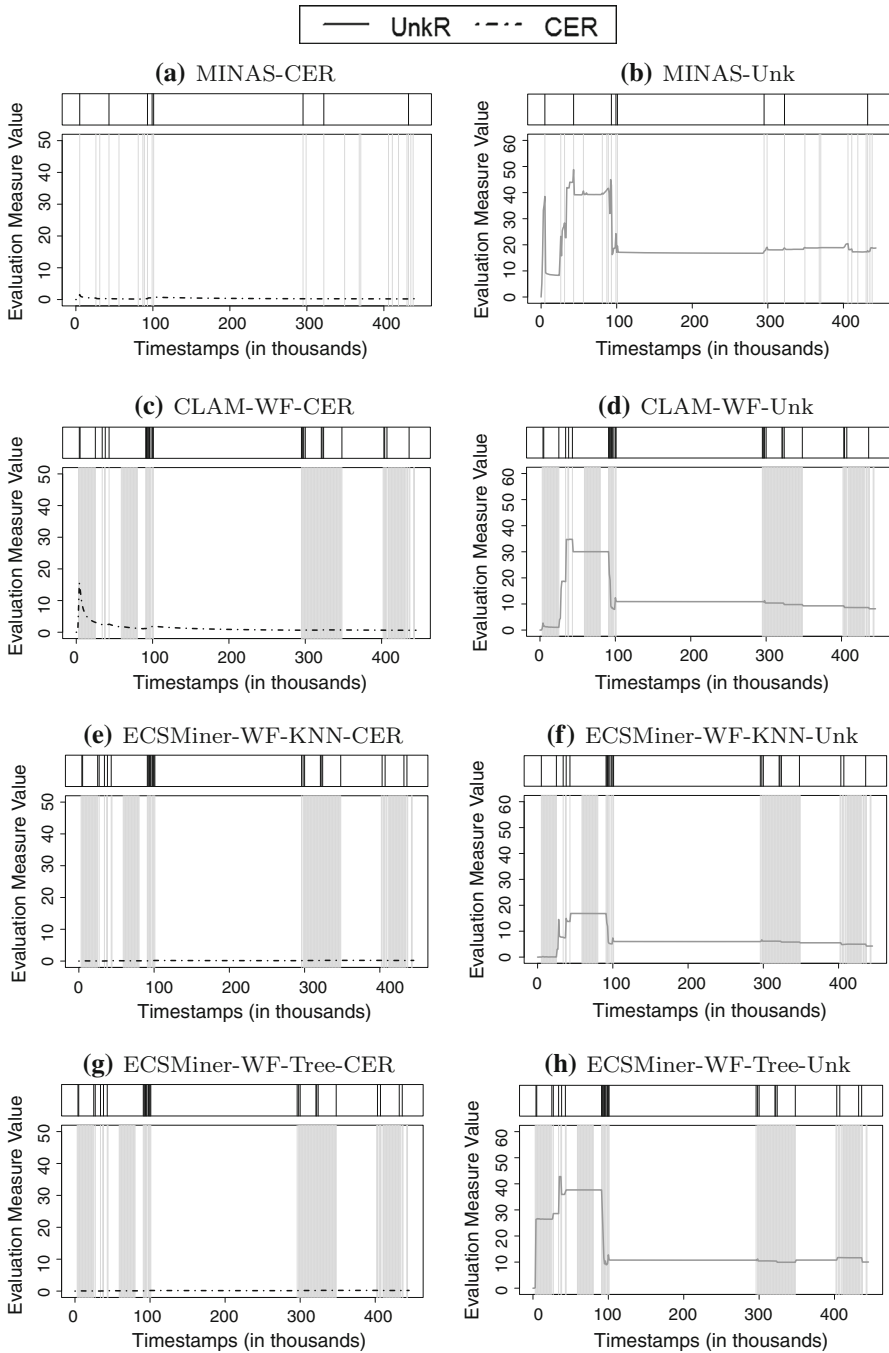 UnkR CER
(a) MINAS-CER
(b) MINAS-Unk
Evaluation Measure Value
0 10 20 30 40 50
0 100 200 300 400
Timestamps (in thousands)
Evaluation Measure Value
0 10 20 30 40 50 60
0 100 200 300 400
Timestamps (in thousands)
(c) CLAM-WF-CER
(d) CLAM-WF-Unk
Evaluation Measure Value
0 10 20 30 40 50
0 100 200 300 400
Timestamps (in thousands)
Evaluation Measure Value
0 10 20 30 40 50 60
0 100 200 300 400
Timestamps (in thousands)
(e) ECSMiner-WF-KNN-CER
(f) ECSMiner-WF-KNN-Unk
Evaluation Measure Value
0 10 20 30 40 50
0 100 200 300 400
Timestamps (in thousands)
Evaluation Measure Value
0 10 20 30 40 50 60
0 100 200 300 400
Timestamps (in thousands)
(g) ECSMiner-WF-Tree-CER
(h) ECSMiner-WF-Tree-Unk
Evaluation Measure Value
0 10 20 30 40 50
0 100 200 300 400
Timestamps (in thousands)
Evaluation Measure Value
0 10 20 30 40 50 60
0 100 200 300 400
Timestamps (in thousands)